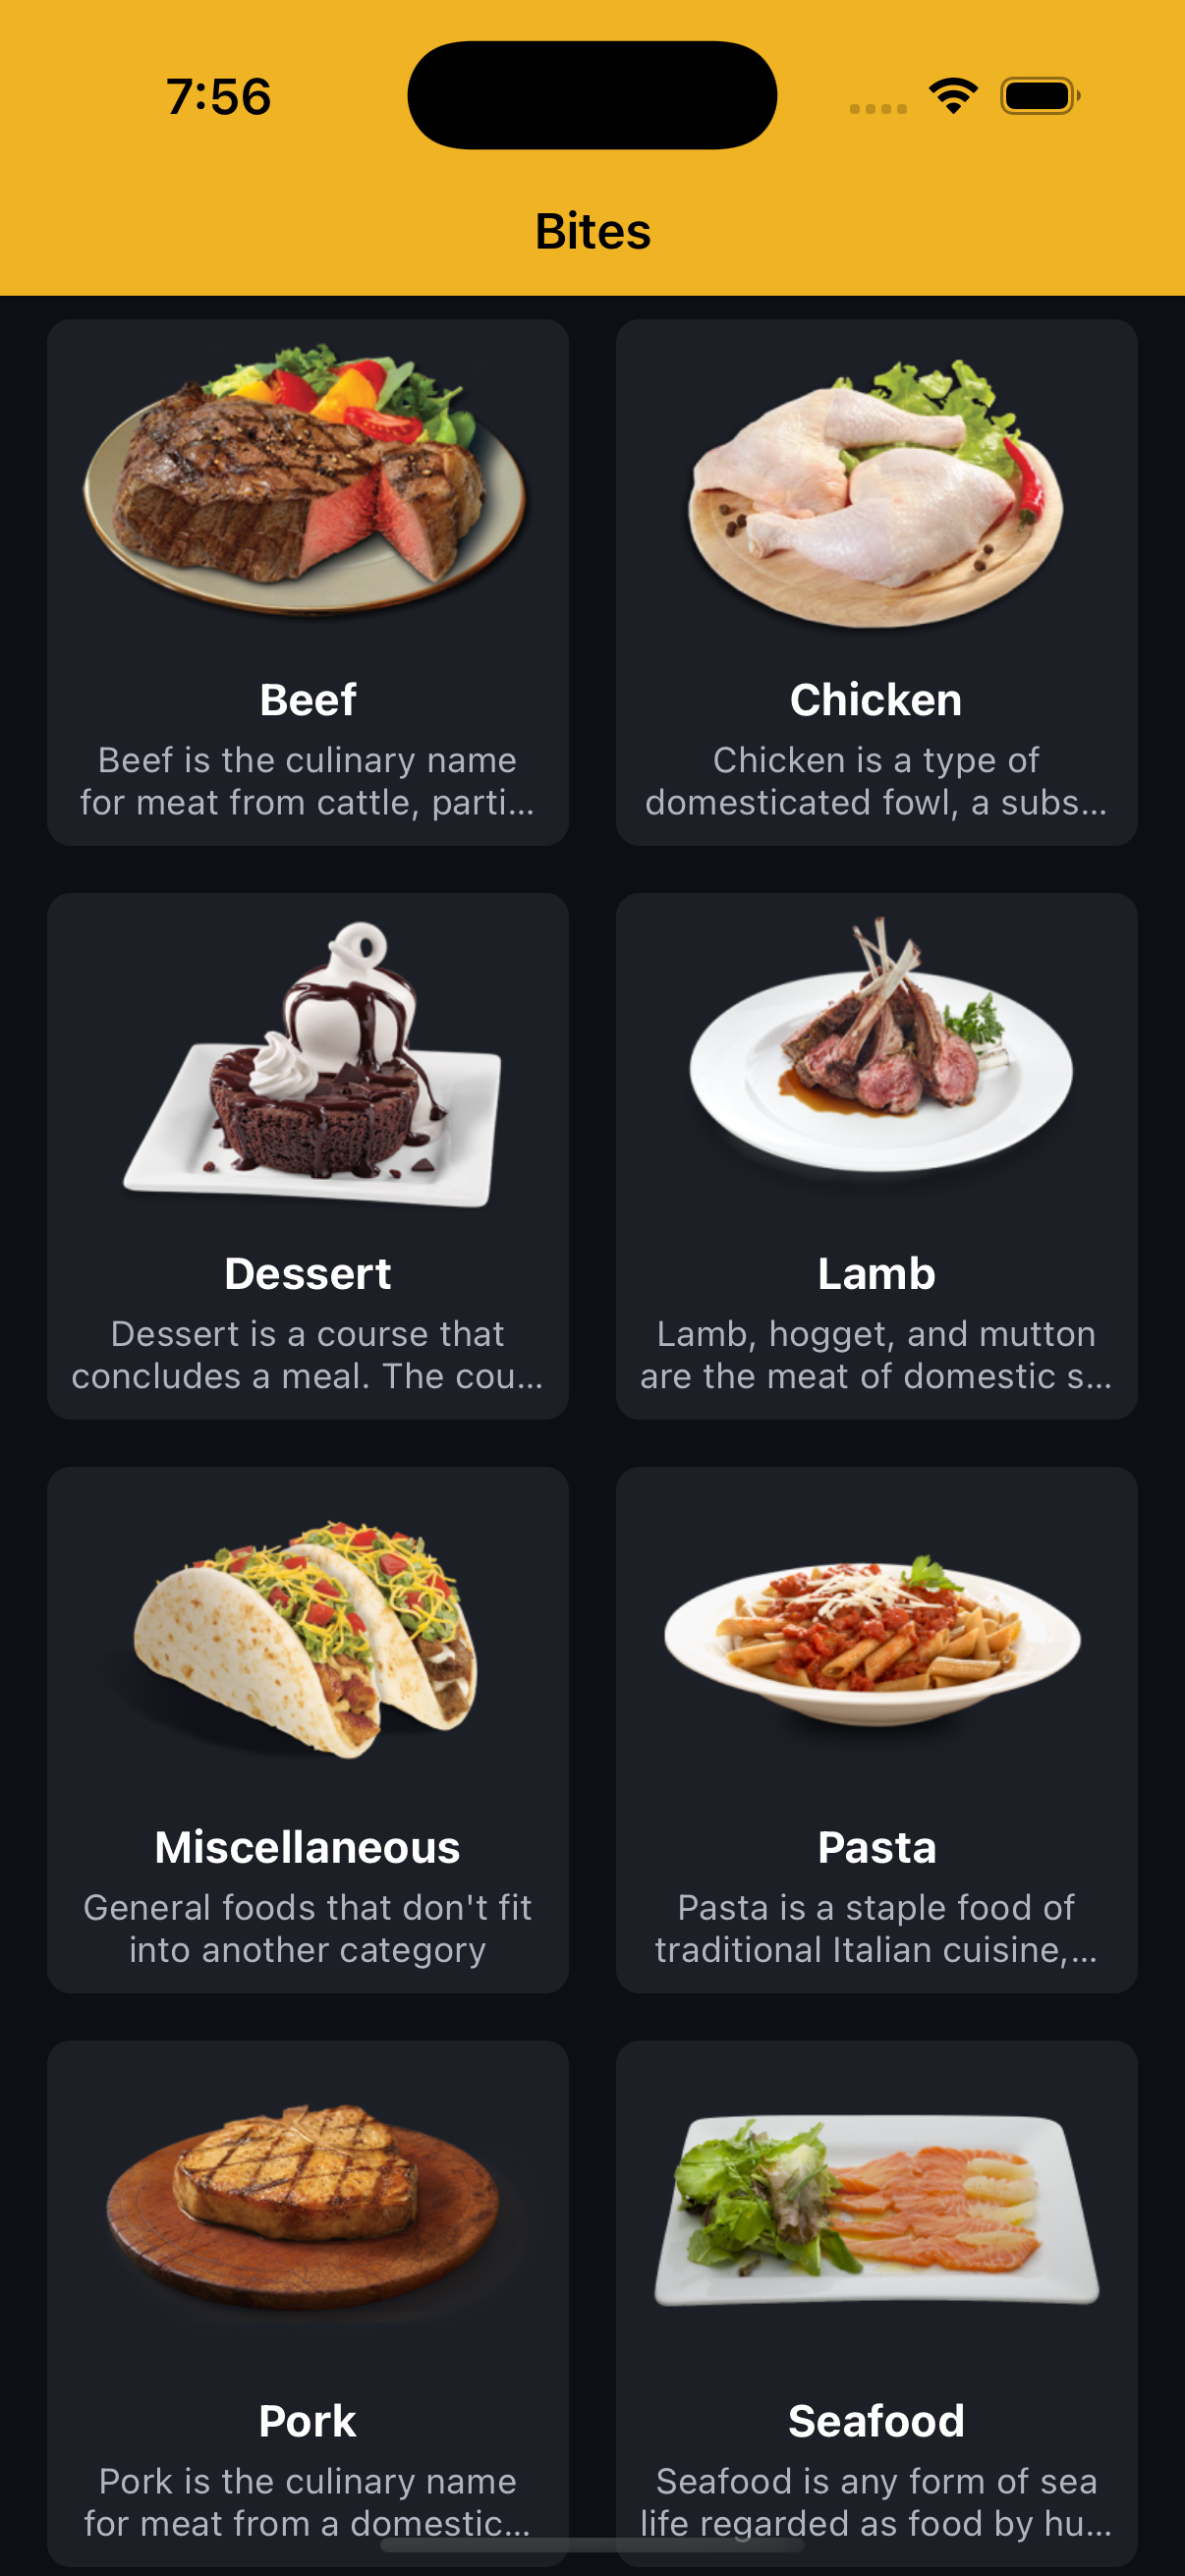 7:56
Bites
Beef
Beef is the culinary name
for meat from cattle, parti...
Chicken
Chicken is a type of
domesticated fowl, a subs...
Dessert
Dessert is a course that
concludes a meal. The cou...
Lamb
Lamb, hogget, and mutton
are the meat of domestic s...
Miscellaneous
General foods that don't fit
into another category
Pasta
Pasta is a staple food of
traditional Italian cuisine,...
Pork
Pork is the culinary name
for meat from a domestic...
Seafood
Seafood is any form of sea
life regarded as food by hu...